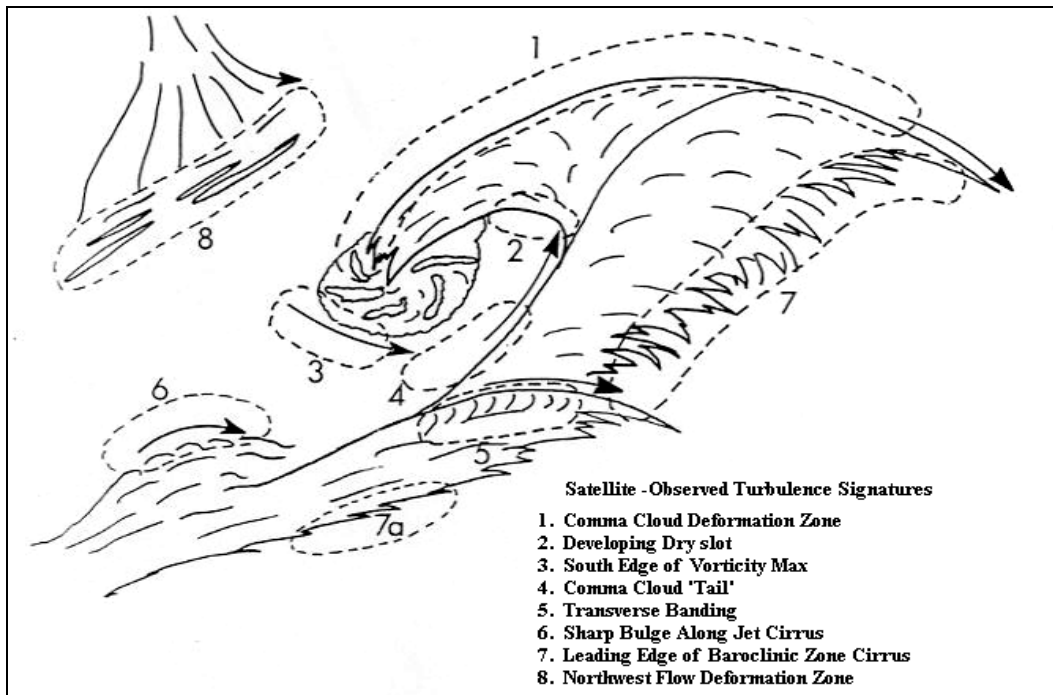 1
8
2
3
4
7
6
5
7a
Satellite -Observed Turbulence Signatures
1. Comma Cloud Deformation Zone
2. Developing Dry slot
3. South Edge of Vorticity Max
4. Comma Cloud 'Tail'
5. Transverse Banding
6. Sharp Bulge Along Jet Cirrus
7. Leading Edge of Baroclinic Zone Cirrus
8. Northwest Flow Deformation Zone